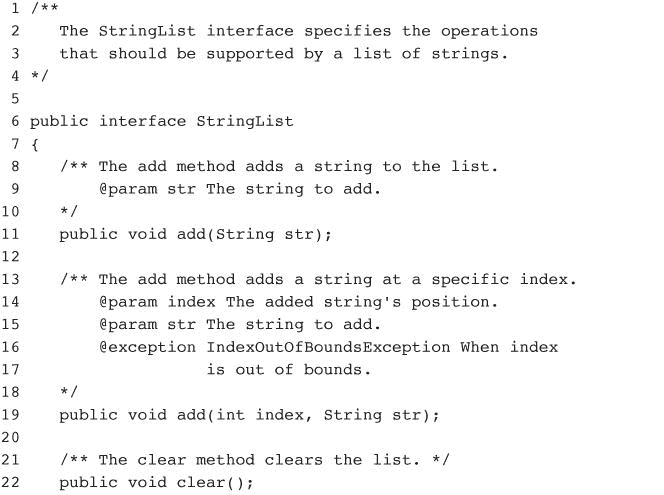 1 /**
2    The StringList interface specifies the operations
3    that should be supported by a list of strings.
4 */
5
6 public interface StringList
7 {
8    /** The add method adds a string to the list.
9        @param str The string to add.
10    */
11    public void add(String str);
12
13    /** The add method adds a string at a specific index.
14        @param index The added string's position.
15        @param str The string to add.
16        @exception IndexOutOfBoundsException When index
17                   is out of bounds.
18    */
19    public void add(int index, String str);
20
21    /** The clear method clears the list. */
22    public void clear();